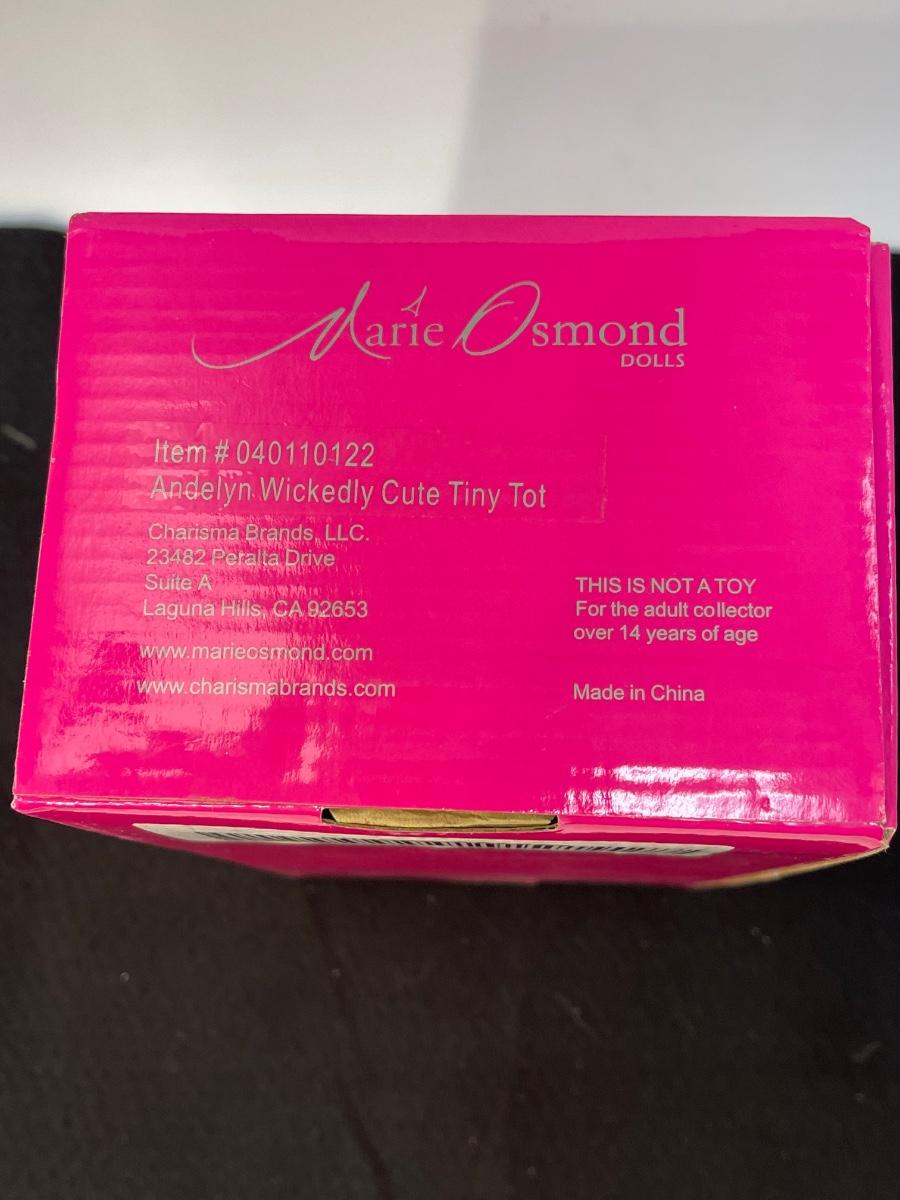 Marie Osmond
DOLLS
Item # 040110122
Andelyn Wickedly Cute Tiny Tot
Charisma Brands, LLC.
23482 Peralta Drive
Suite A
Laguna Hills, CA 92653
www.marieosmond.com
www.charismabrands.com
THIS IS NOT A TOY
For the adult collector
over 14 years of age
Made in China